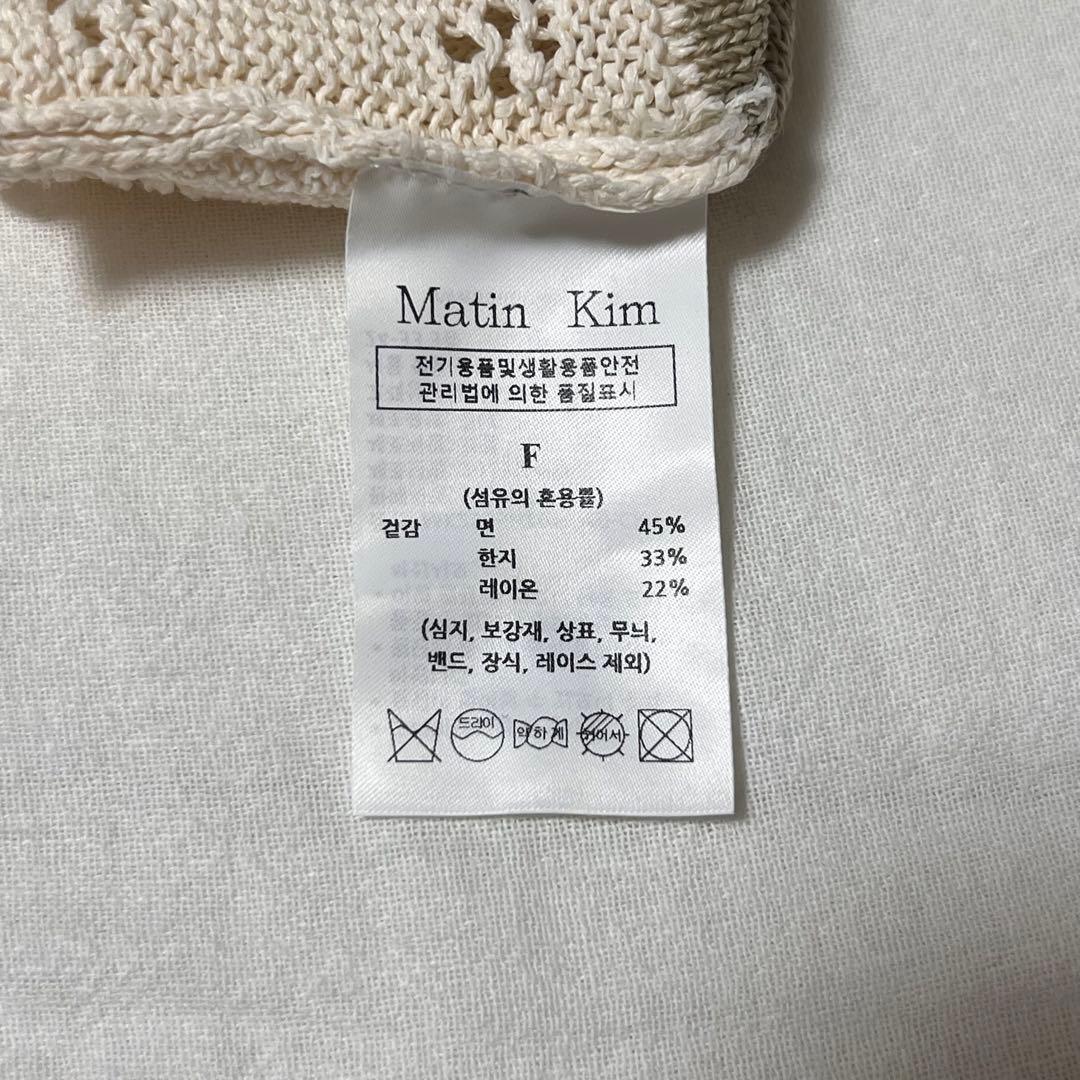 Matin Kim
전기용품및생활용품안전
관리법에 의한 품질표시
F
(섬유의 혼용률)
겉감 면 45%
한지 33%
레이온 22%
(심지, 보강재, 상표, 무늬,
밴드, 장식, 레이스 제외)
드라이 약하게 뉘어서